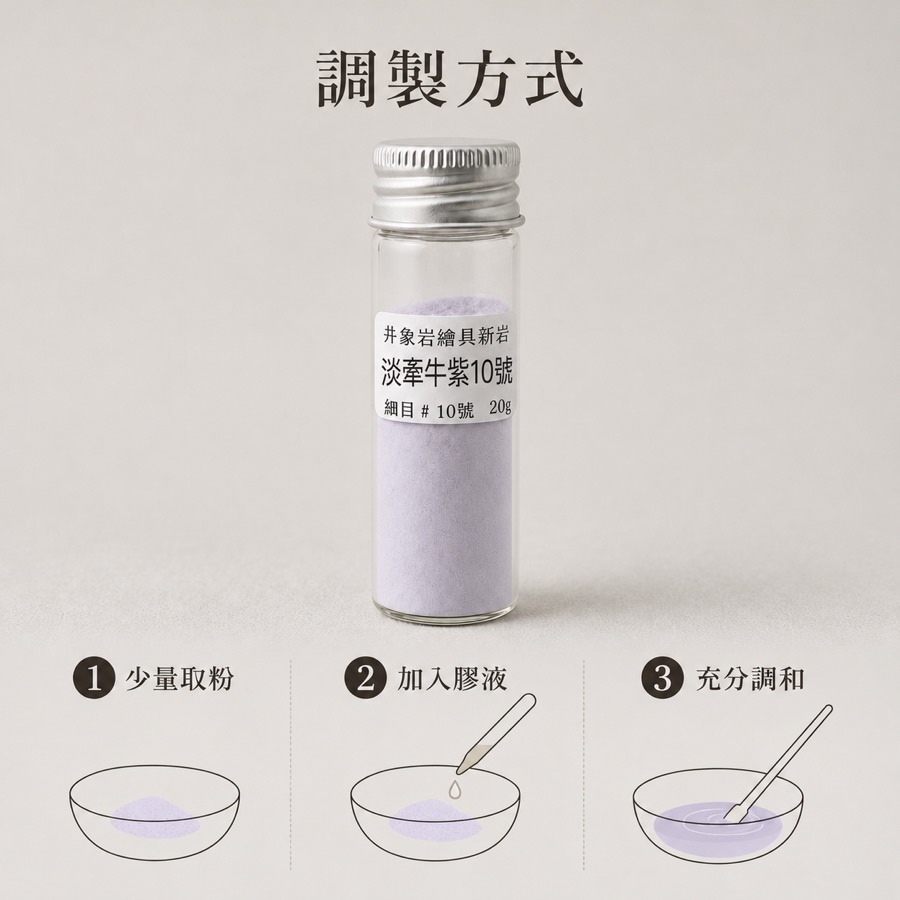 調製方式
井象岩繪具新岩
淡牽牛紫10號
細目 # 10號 20g
1 少量取粉
2 加入膠液
3 充分調和